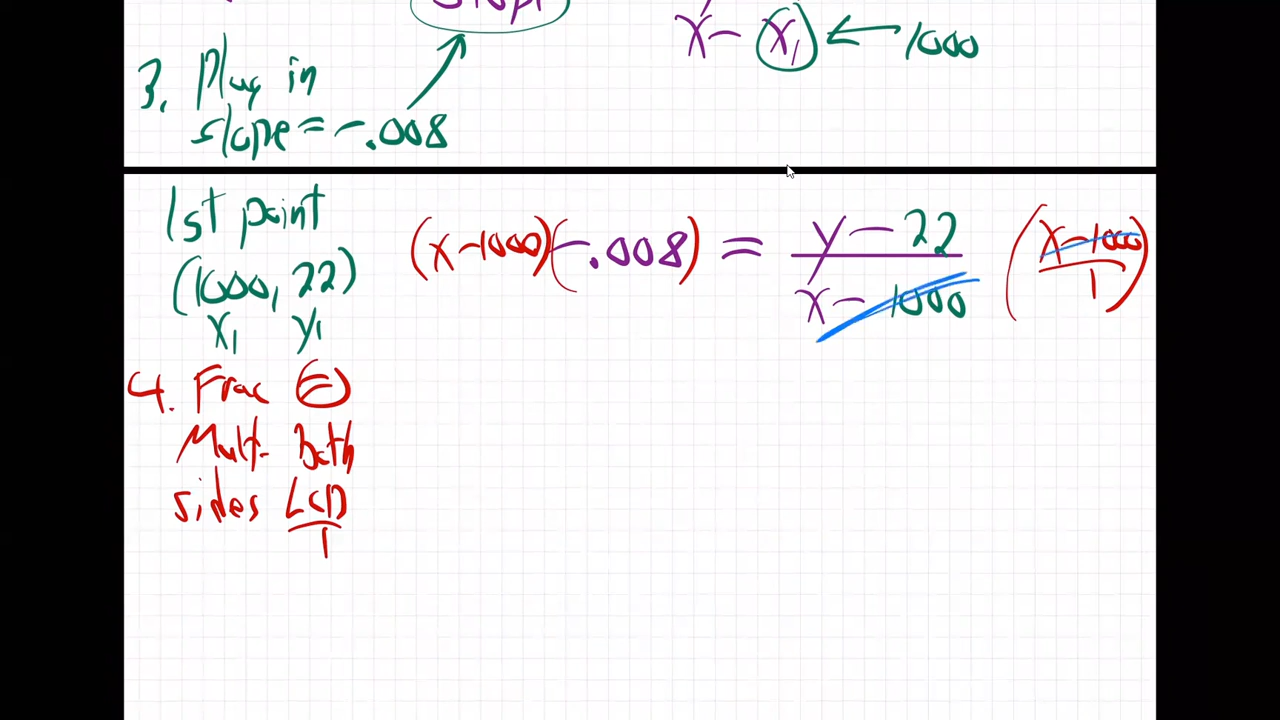 slope
x - x₁ ← 1000
3. Plug in
slope = -.008
1st point
(1000, 22)
x₁ y₁
(x-1000)(-.008) = y - 22 (x-1000)
x - 1000 1
4. Frac =
Mult. Both
sides LCD
1